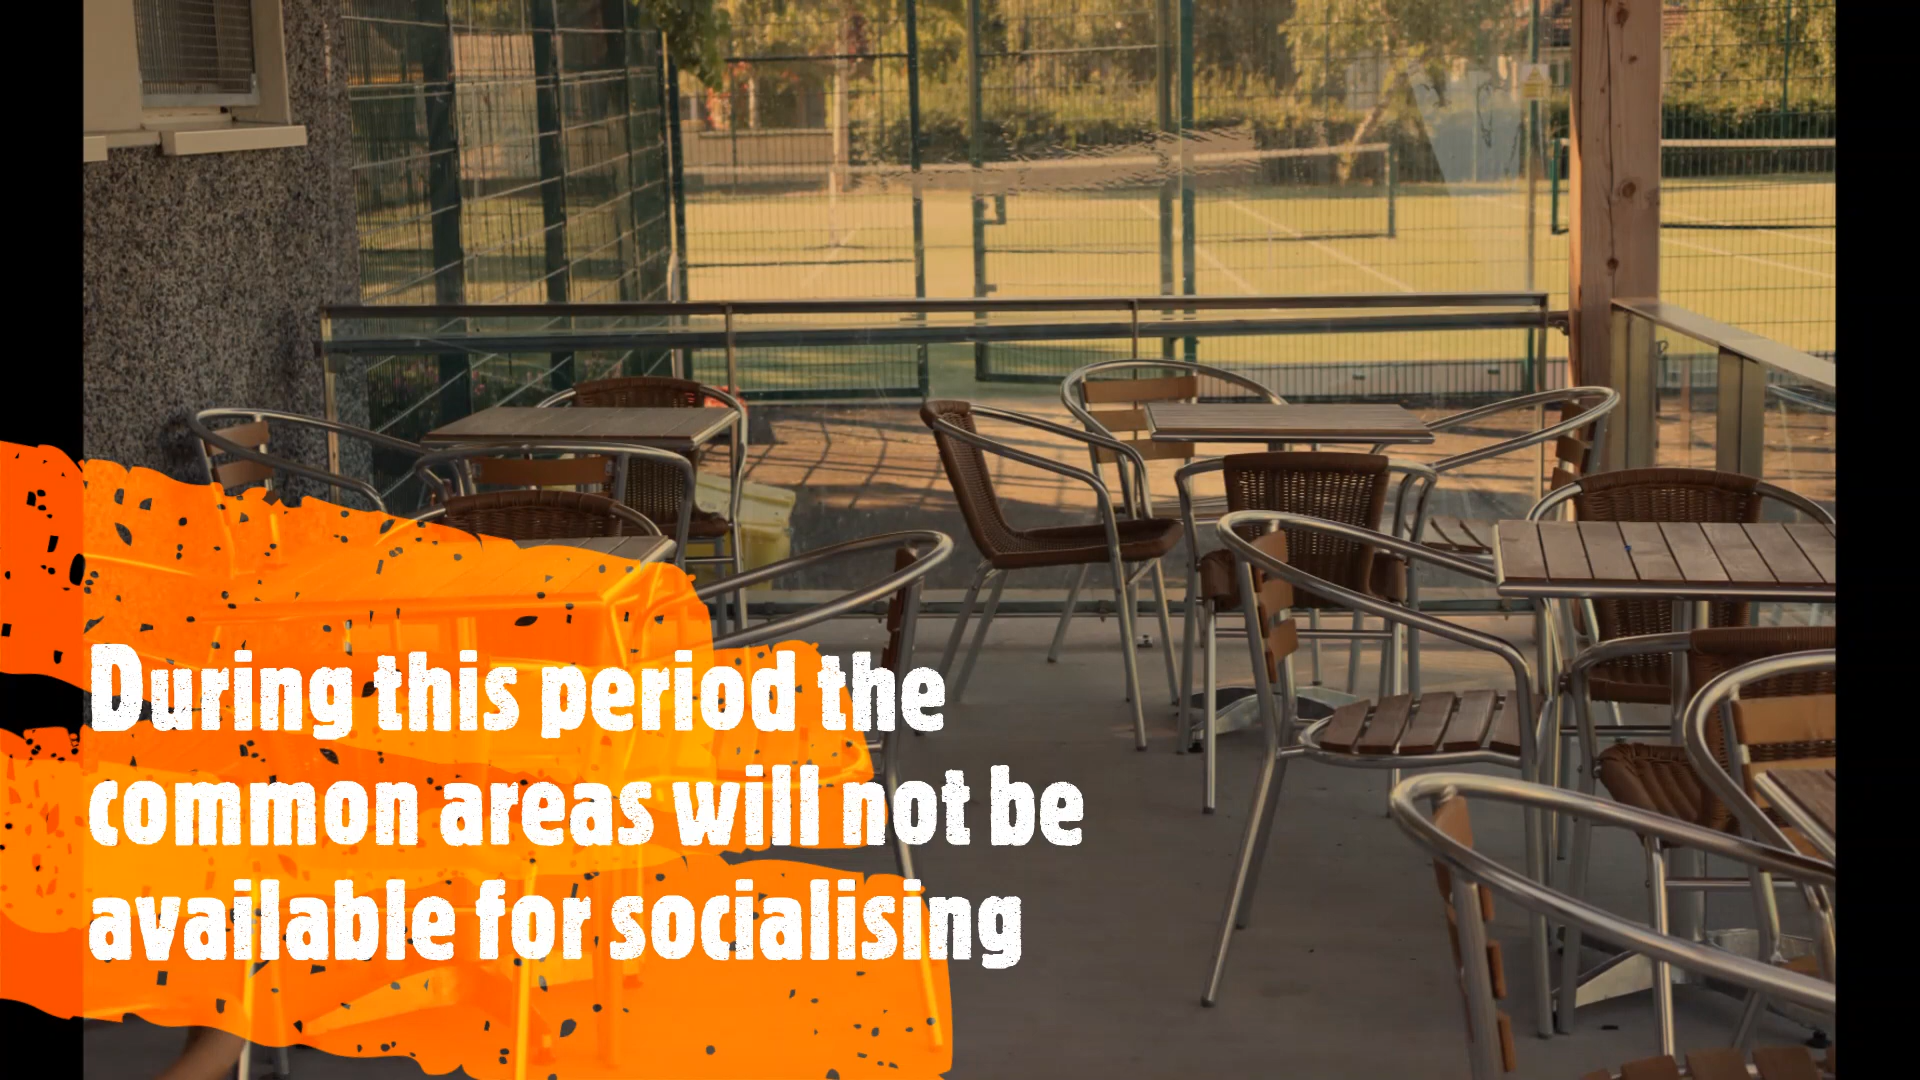 During this period the
common areas will not be
available for socialising